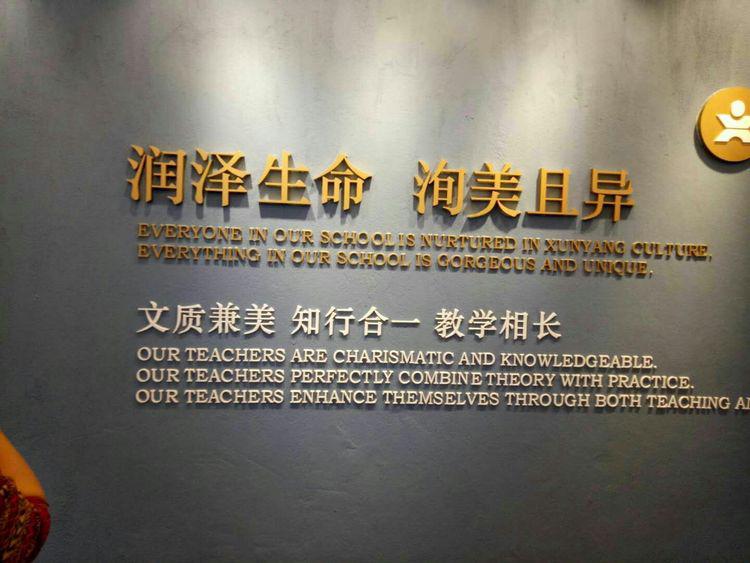 润泽生命 洵美且异
EVERYONE IN OUR SCHOOL IS NURTURED IN XUNYANG CULTURE,
EVERYTHING IN OUR SCHOOL IS GORGEOUS AND UNIQUE,
文质兼美 知行合一 教学相长
OUR TEACHERS ARE CHARISMATIC AND KNOWLEDGEABLE.
OUR TEACHERS PERFECTLY COMBINE THEORY WITH PRACTICE.
OUR TEACHERS ENHANCE THEMSELVES THROUGH BOTH TEACHING